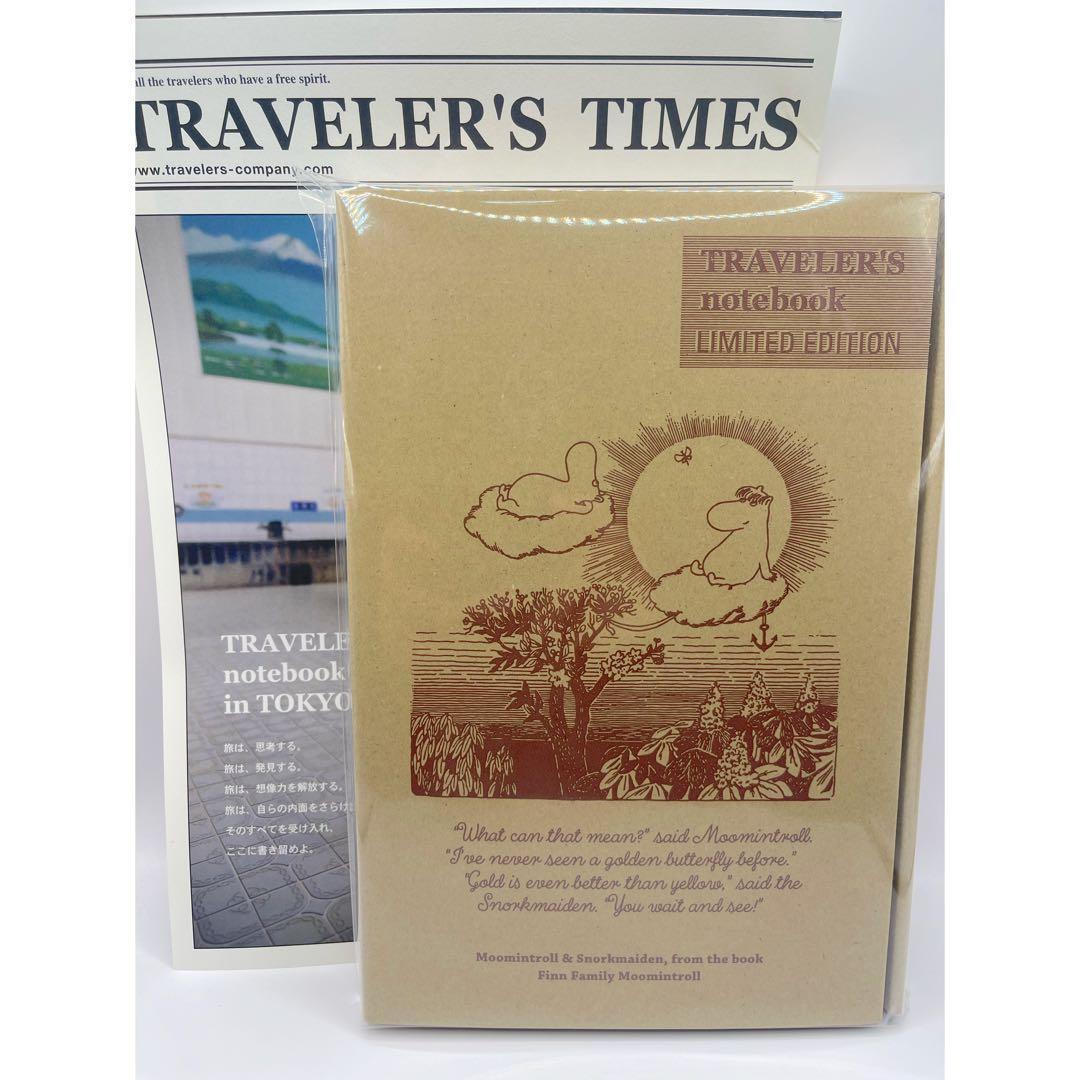 all the travelers who have a free spirit.
TRAVELER'S TIMES
www.travelers-company.com
TRAVELER'S
notebook
LIMITED EDITION
TRAVELE
notebook
in TOKYO
旅は、思考する。
旅は、発見する。
旅は、想像力を解放する。
旅は、自らの内面をさらけ
そのすべてを受け入れ、
ここに書き留めよ。
"What can that mean?" said Moomintroll.
"I've never seen a golden butterfly before."
"Gold is even better than yellow," said the
Snorkmaiden. "You wait and see!"
Moomintroll & Snorkmaiden, from the book
Finn Family Moomintroll